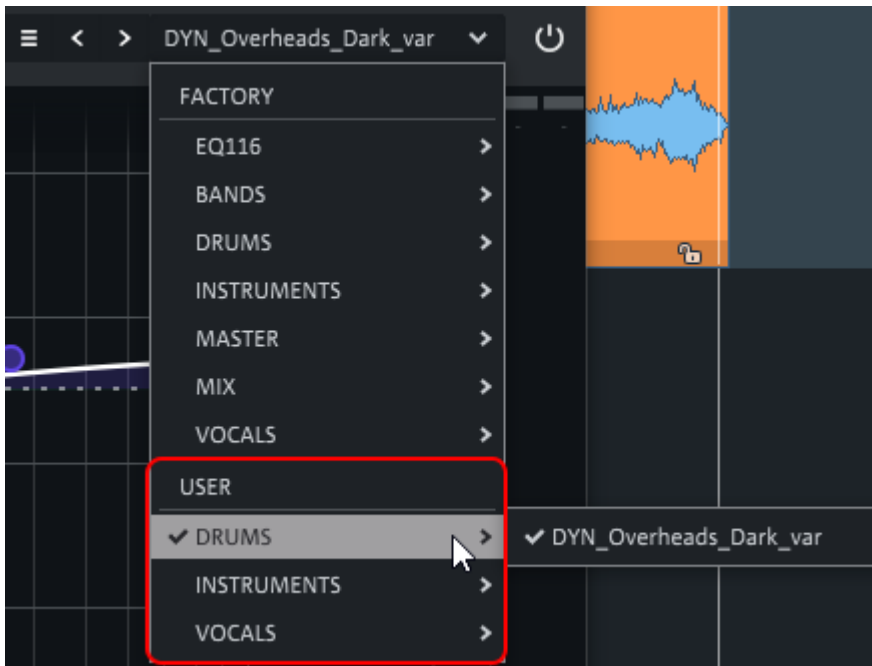 DYN_Overheads_Dark_var
FACTORY
EQ116
BANDS
DRUMS
INSTRUMENTS
MASTER
MIX
VOCALS
USER
DRUMS
DYN_Overheads_Dark_var
INSTRUMENTS
VOCALS